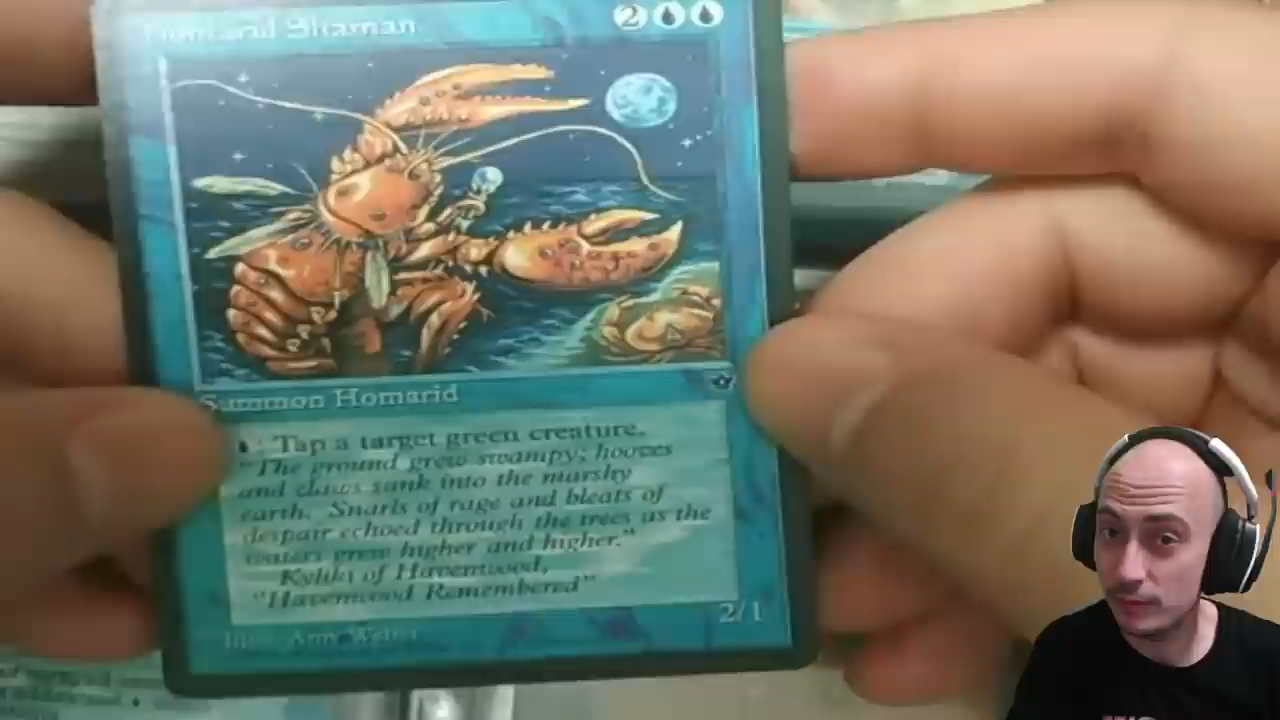 Homarid Shaman
2
Summon Homarid
: Tap a target green creature.
"The ground grew swampy; hooves
and claws sank into the marshy
earth. Snarls of rage and bleats of
despair echoed through the trees as the
waters grew higher and higher."
Kyliki of Havenwood,
"Havenwood Remembered"
2/1
Illus. Amy Weber